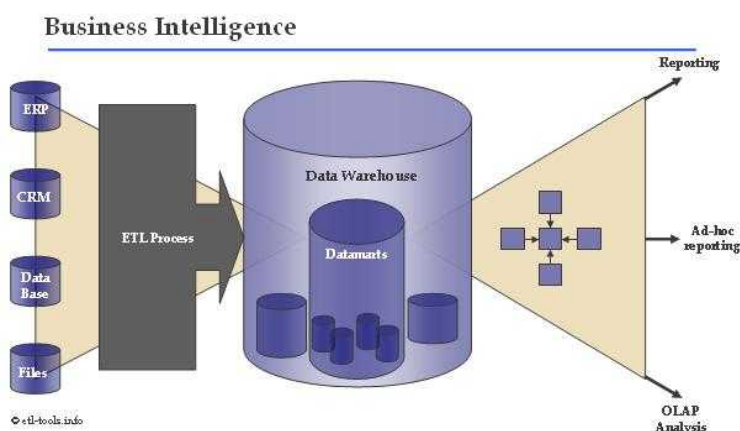 Business Intelligence
Reporting
ERP
Data Warehouse
CRM
ETL Process
Datamarts
Ad-hoc
reporting
Data
Base
Files
© etl-tools.info
OLAP
Analysis